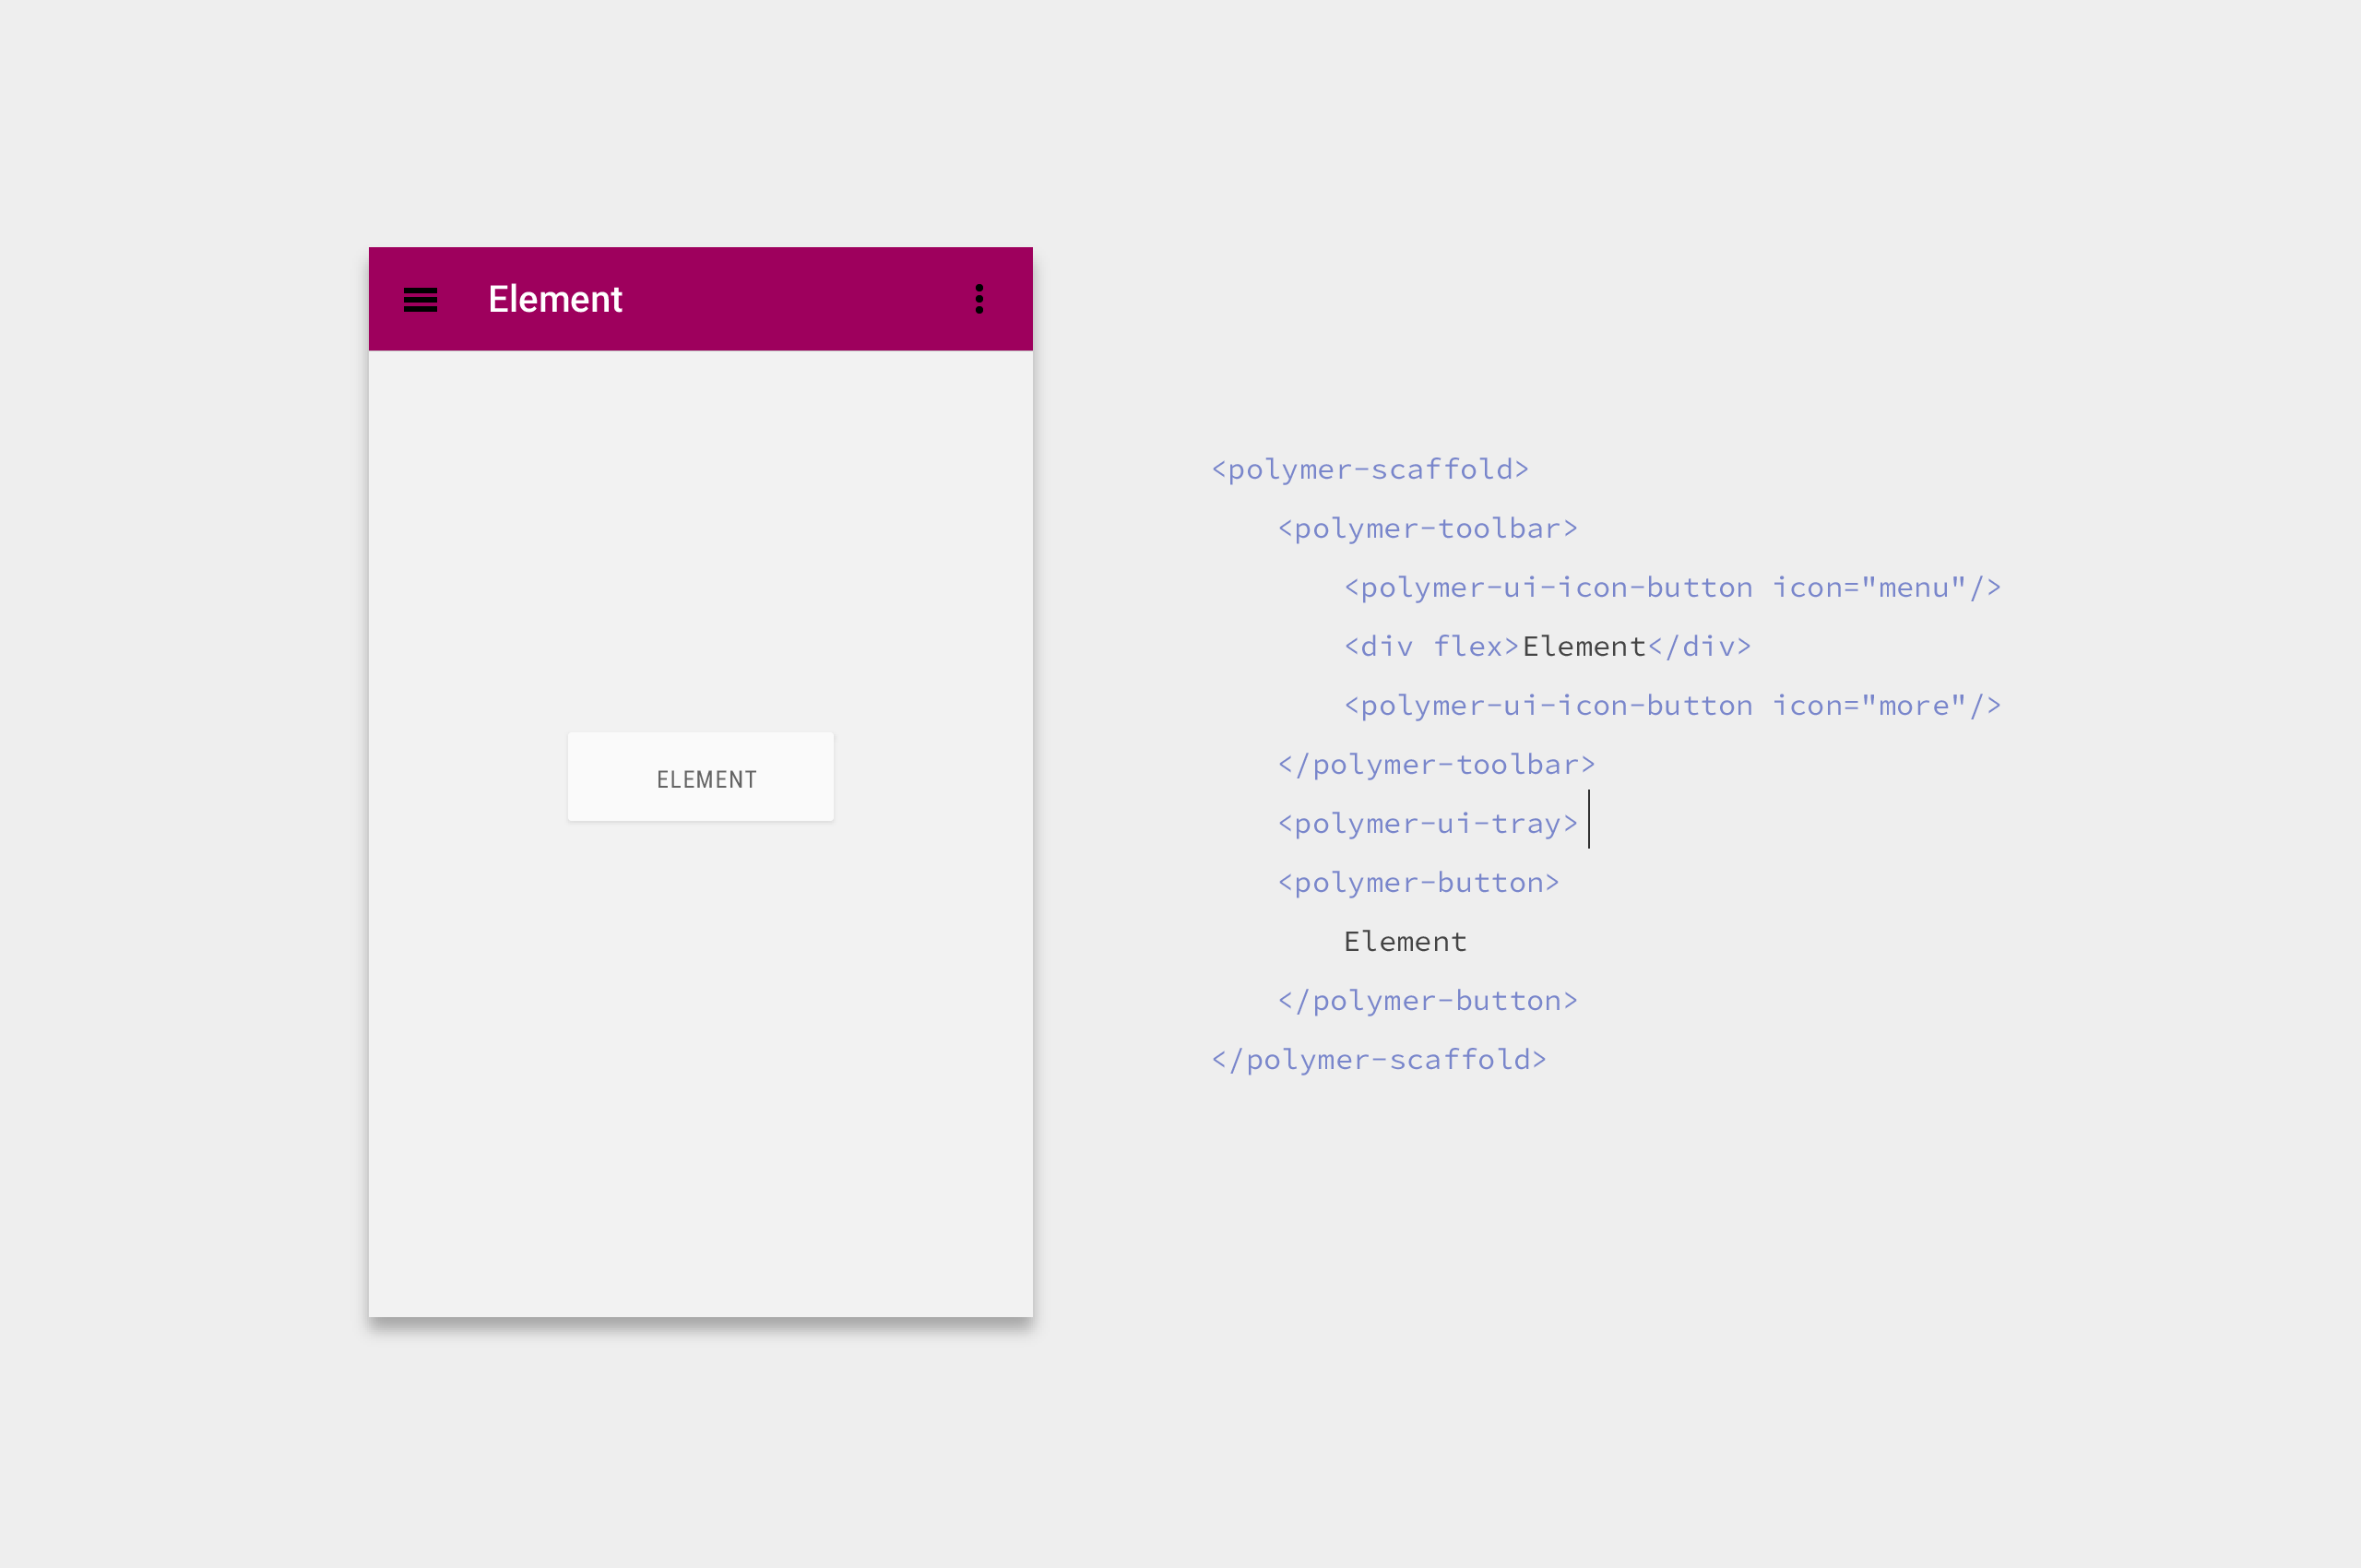 Element
ELEMENT
<polymer-scaffold>
<polymer-toolbar>
<polymer-ui-icon-button icon="menu"/>
<div flex>Element</div>
<polymer-ui-icon-button icon="more"/>
</polymer-toolbar>
<polymer-ui-tray>
<polymer-button>
Element
</polymer-button>
</polymer-scaffold>